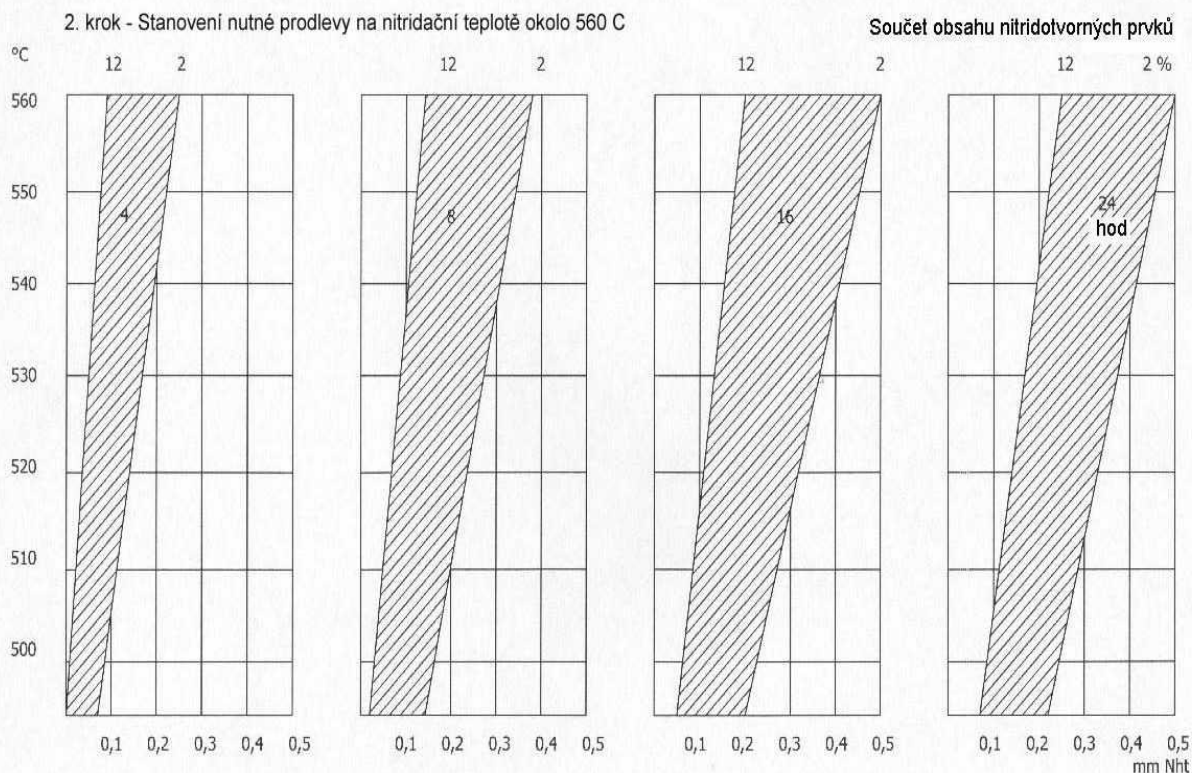 2. krok - Stanovení nutné prodlevy na nitridační teplotě okolo 560 C
Součet obsahu nitridotvorných prvků
°C 12 2 12 2 12 2 12 2 %
560
550
4 8 16 24
hod
540
530
520
510
500
0,1 0,2 0,3 0,4 0,5 0,1 0,2 0,3 0,4 0,5 0,1 0,2 0,3 0,4 0,5 0,1 0,2 0,3 0,4 0,5
mm Nht